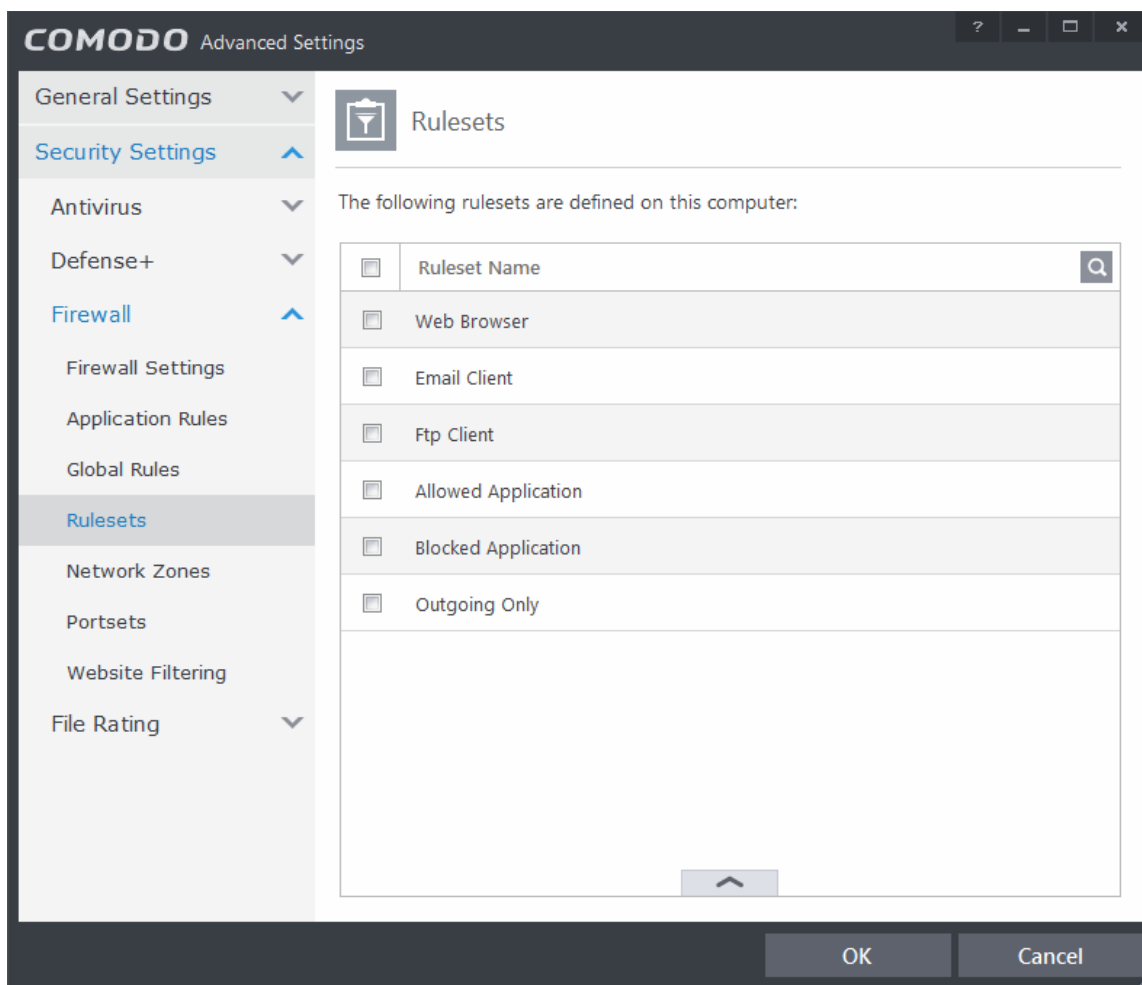 COMODO Advanced Settings
?
General Settings
Security Settings
Antivirus
Defense+
Firewall
Firewall Settings
Application Rules
Global Rules
Rulesets
Network Zones
Portsets
Website Filtering
File Rating
Rulesets
The following rulesets are defined on this computer:
Ruleset Name
Web Browser
Email Client
Ftp Client
Allowed Application
Blocked Application
Outgoing Only
OK
Cancel